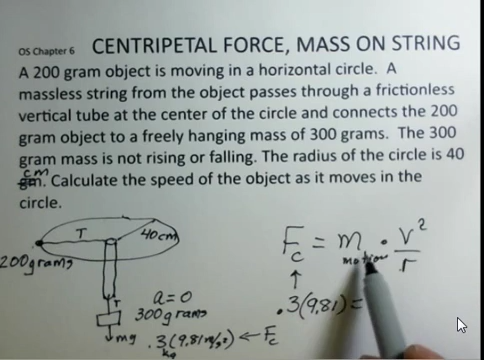 OS Chapter 6 CENTRIPETAL FORCE, MASS ON STRING
A 200 gram object is moving in a horizontal circle. A
massless string from the object passes through a frictionless
vertical tube at the center of the circle and connects the 200
gram object to a freely hanging mass of 300 grams. The 300
gram mass is not rising or falling. The radius of the circle is 40
cm
gm. Calculate the speed of the object as it moves in the
circle.
T
40cm
200grams
Fc = m motion · v²/r
↑
.3(9.81) =
T
a=0
300grams
↓mg .3(9.81m/s²) ← Fc
kg